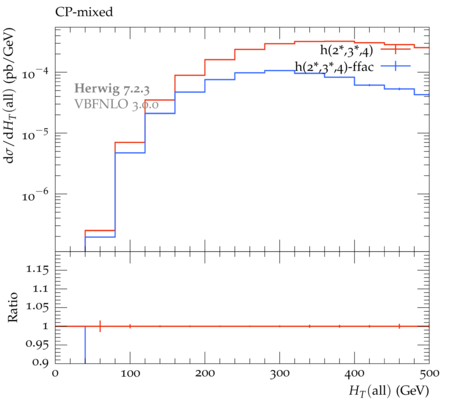 CP-mixed
dσ/dH_T(all) (pb/GeV)
10⁻⁴
10⁻⁵
10⁻⁶
h(2*,3*,4)
h(2*,3*,4)-ffac
Herwig 7.2.3
VBFNLO 3.0.0
Ratio
1.15
1.1
1.05
1
0.95
0.9
0 100 200 300 400 500
H_T(all) (GeV)